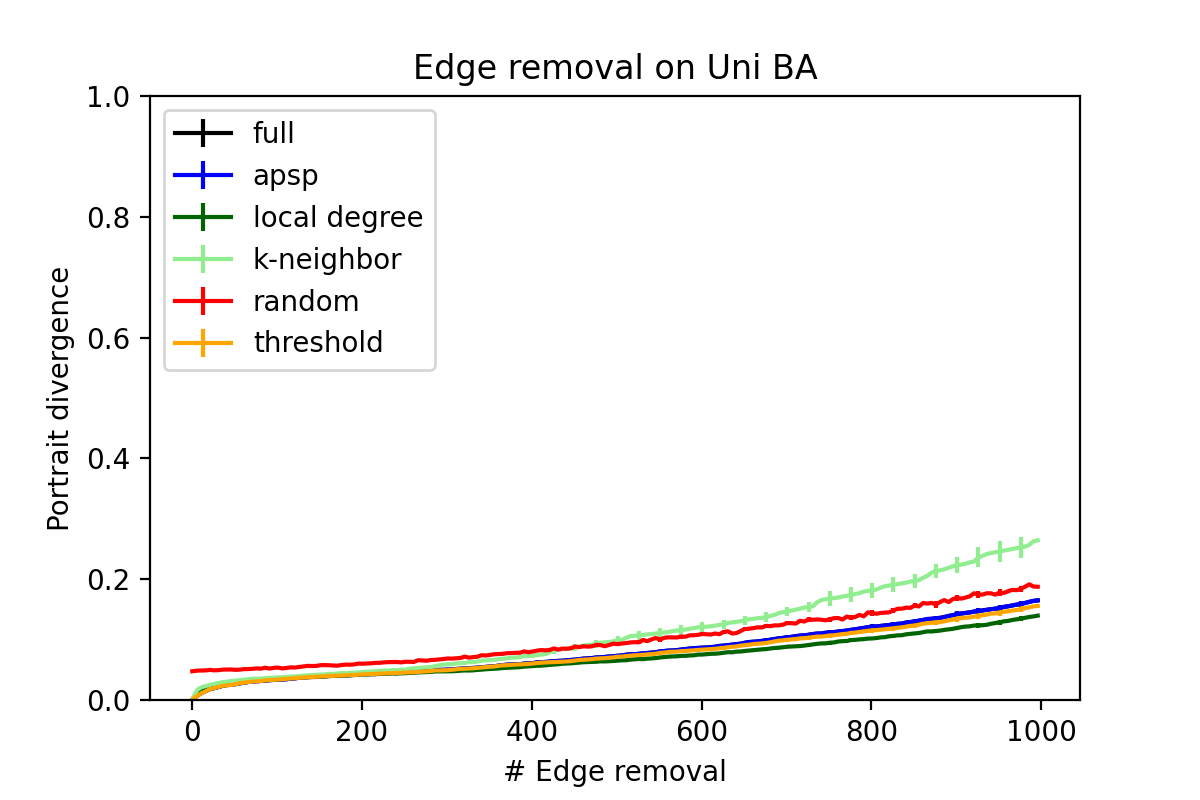 Edge removal on Uni BA
1.0
0.8
0.6
0.4
0.2
0.0
Portrait divergence
full
apsp
local degree
k-neighbor
random
threshold
0 200 400 600 800 1000
# Edge removal